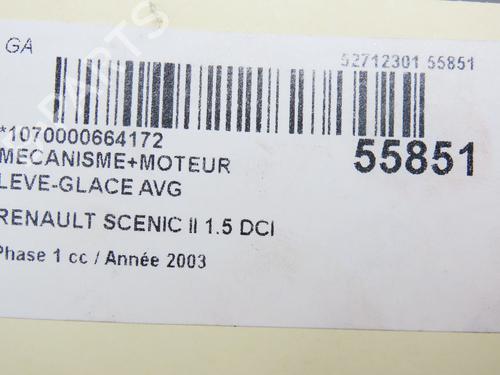 GA
52712301 55851
*1070000664172
MECANISME+MOTEUR
55851
LEVE-GLACE AVG
RENAULT SCENIC II 1.5 DCI
Phase 1 cc / Année 2003